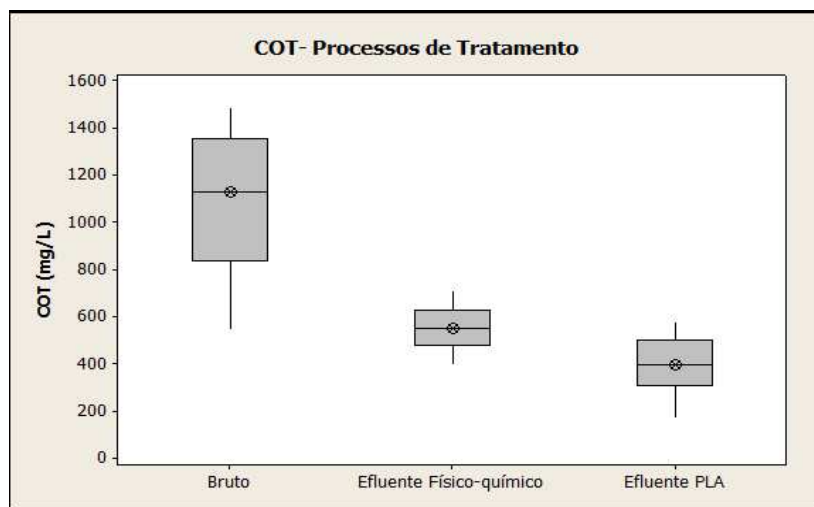 COT- Processos de Tratamento
1600
1400
1200
1000
800
600
400
200
0
COT (mg/L)
Bruto
Efluente Físico-químico
Efluente PLA